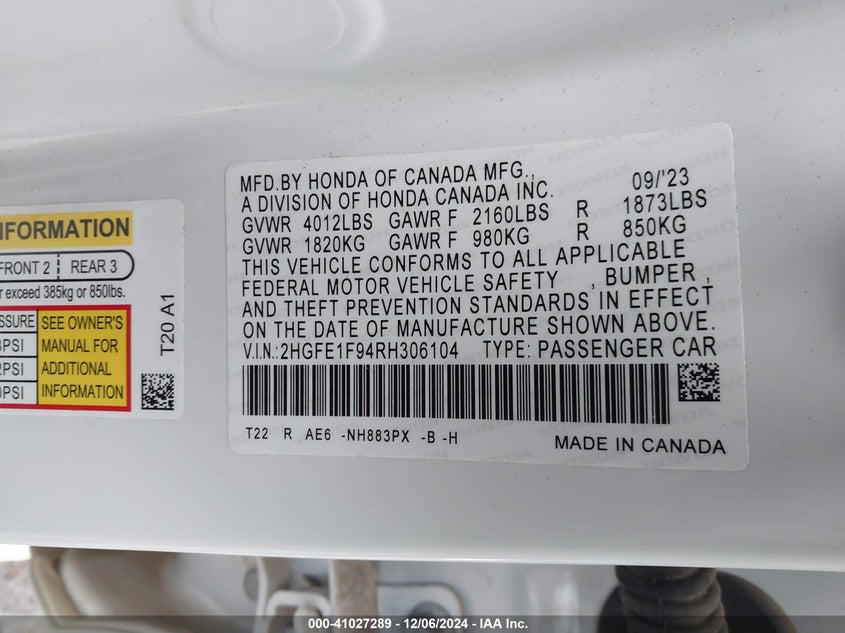 MFD.BY HONDA OF CANADA MFG., 09/'23
A DIVISION OF HONDA CANADA INC.
GVWR 4012LBS GAWR F 2160LBS R 1873LBS
GVWR 1820KG GAWR F 980KG R 850KG
THIS VEHICLE CONFORMS TO ALL APPLICABLE
FEDERAL MOTOR VEHICLE SAFETY , BUMPER ,
AND THEFT PREVENTION STANDARDS IN EFFECT
ON THE DATE OF MANUFACTURE SHOWN ABOVE.
V.I.N.: 2HGFE1F94RH306104 TYPE: PASSENGER CAR
T22 R AE6 -NH883PX -B -H
MADE IN CANADA
INFORMATION
FRONT 2 REAR 3
exceed 385kg or 850lbs.
SEE OWNER'S
MANUAL FOR
ADDITIONAL
INFORMATION
T20 A1
000-41027289 - 12/06/2024 - IAA Inc.